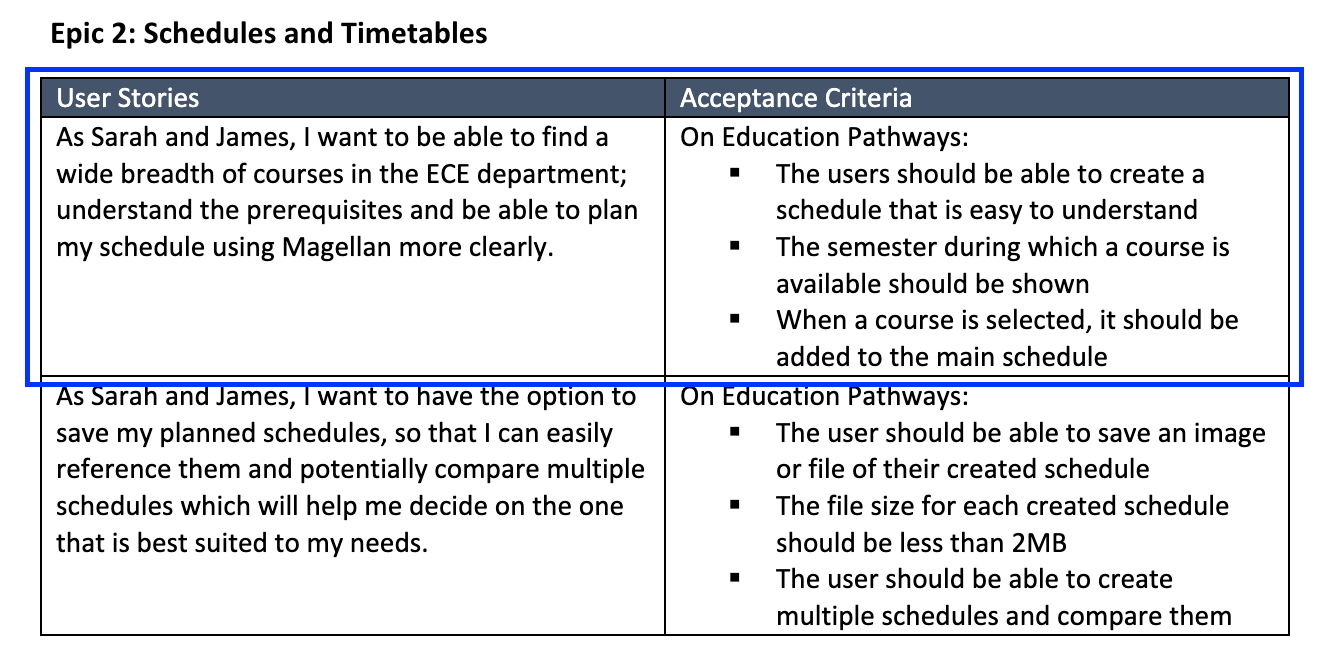 Epic 2: Schedules and Timetables
User Stories
As Sarah and James, I want to be able to find a
wide breadth of courses in the ECE department;
understand the prerequisites and be able to plan
my schedule using Magellan more clearly.
Acceptance Criteria
On Education Pathways:
▪ The users should be able to create a
schedule that is easy to understand
▪ The semester during which a course is
available should be shown
▪ When a course is selected, it should be
added to the main schedule
As Sarah and James, I want to have the option to
save my planned schedules, so that I can easily
reference them and potentially compare multiple
schedules which will help me decide on the one
that is best suited to my needs.
On Education Pathways:
▪ The user should be able to save an image
or file of their created schedule
▪ The file size for each created schedule
should be less than 2MB
▪ The user should be able to create
multiple schedules and compare them